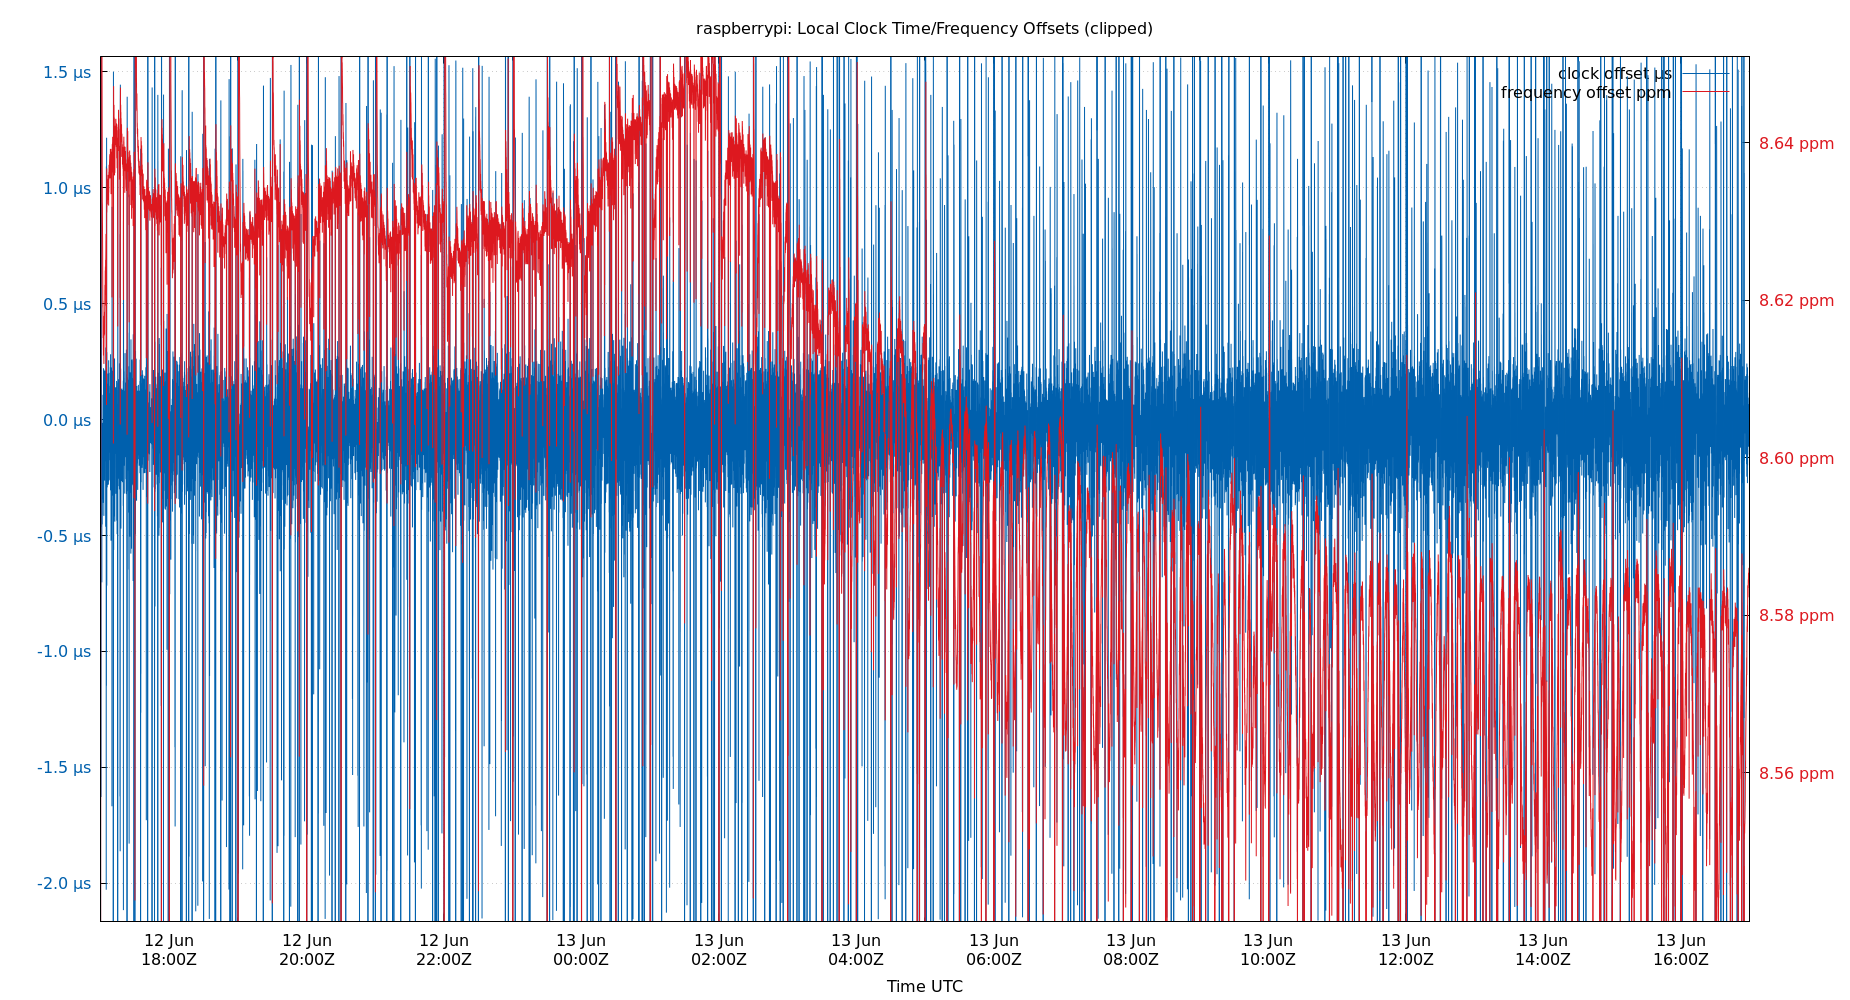 raspberrypi: Local Clock Time/Frequency Offsets (clipped)
1.5 µs
1.0 µs
0.5 µs
0.0 µs
-0.5 µs
-1.0 µs
-1.5 µs
-2.0 µs
clock offset µs
frequency offset ppm
8.64 ppm
8.62 ppm
8.60 ppm
8.58 ppm
8.56 ppm
12 Jun 12 Jun 12 Jun 13 Jun 13 Jun 13 Jun 13 Jun 13 Jun 13 Jun 13 Jun 13 Jun 13 Jun
18:00Z 20:00Z 22:00Z 00:00Z 02:00Z 04:00Z 06:00Z 08:00Z 10:00Z 12:00Z 14:00Z 16:00Z
Time UTC